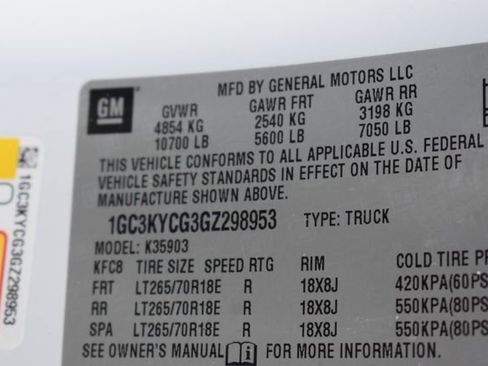 MFD BY GENERAL MOTORS LLC
GM
GVWR GAWR FRT GAWR RR
4854 KG 2540 KG 3198 KG
10700 LB 5600 LB 7050 LB
THIS VEHICLE CONFORMS TO ALL APPLICABLE U.S. FEDERAL
VEHICLE SAFETY STANDARDS IN EFFECT ON THE DATE OF
MANUFACTURE SHOWN ABOVE.
1GC3KYCG3GZ298953 TYPE: TRUCK
MODEL: K35903
KFC8 TIRE SIZE SPEED RTG RIM COLD TIRE PR
FRT LT265/70R18E R 18X8J 420KPA(60PS
RR LT265/70R18E R 18X8J 550KPA(80PS
SPA LT265/70R18E R 18X8J 550KPA(80PS
SEE OWNER'S MANUAL i FOR MORE INFORMATION.
1GC3KYCG3GZ298953